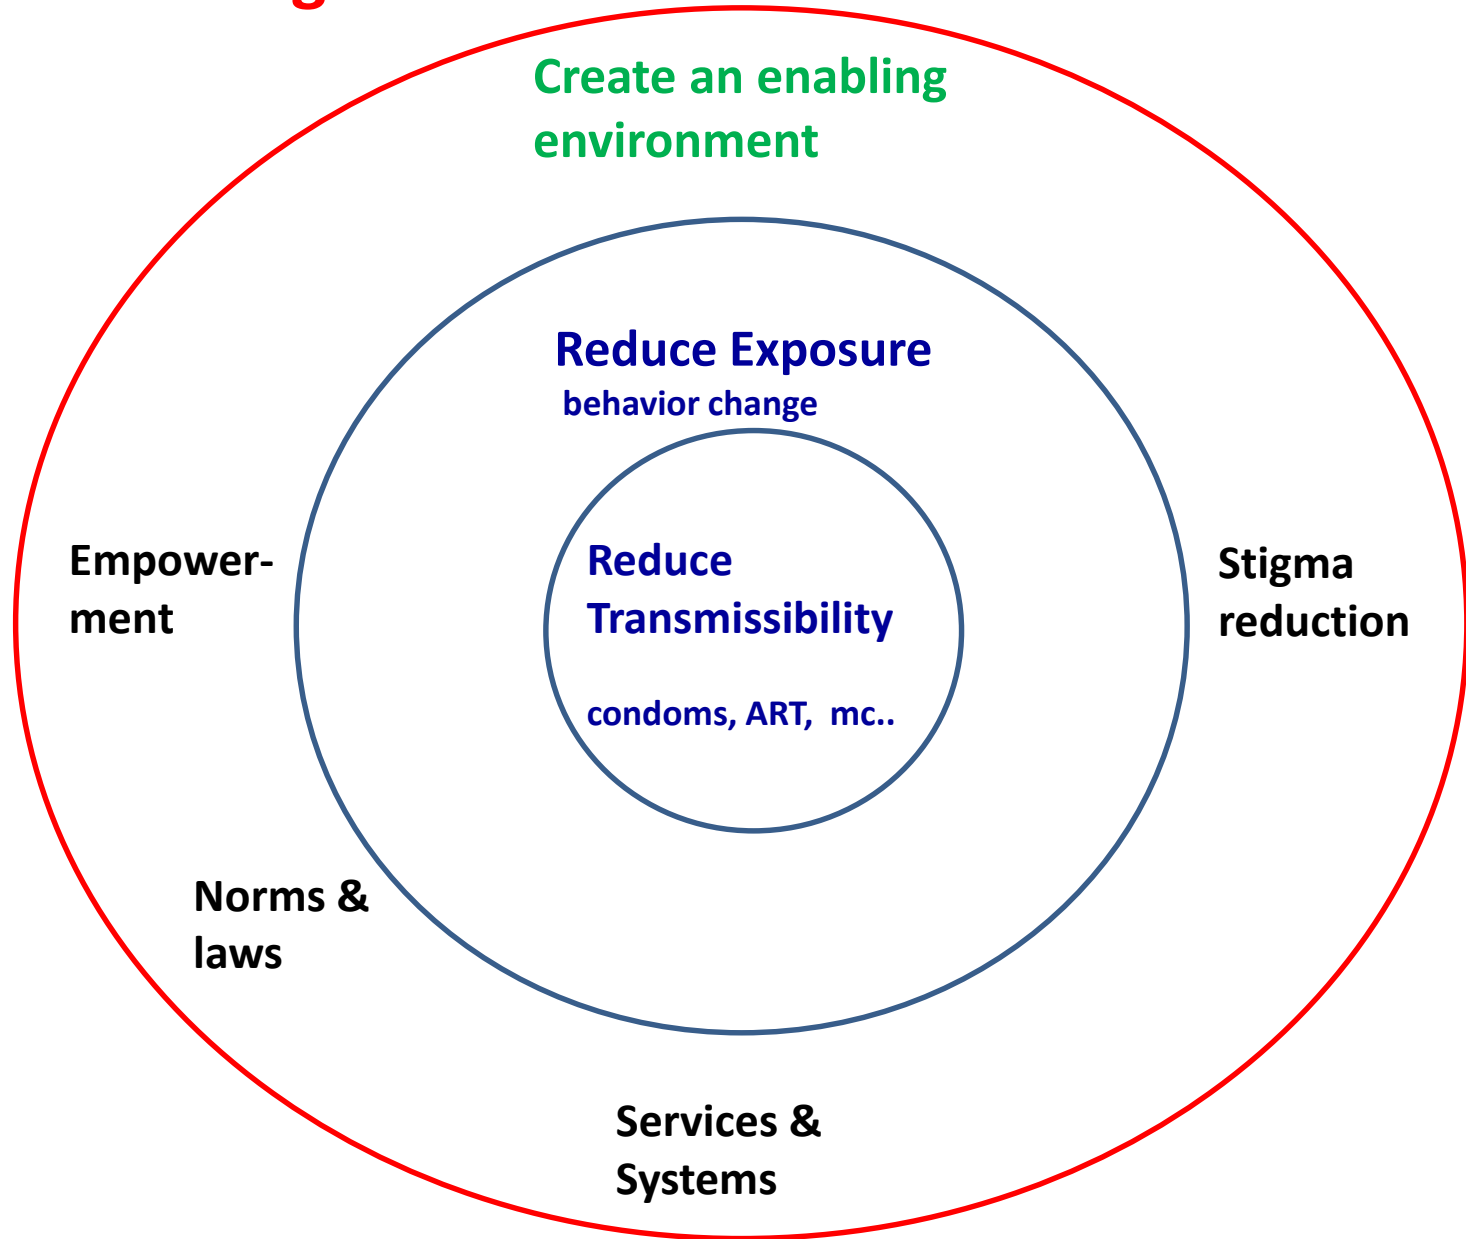 Create an enabling
environment
Reduce Exposure
behavior change
Empower-
ment
Reduce
Transmissibility
condoms, ART, mc..
Stigma
reduction
Norms &
laws
Services &
Systems